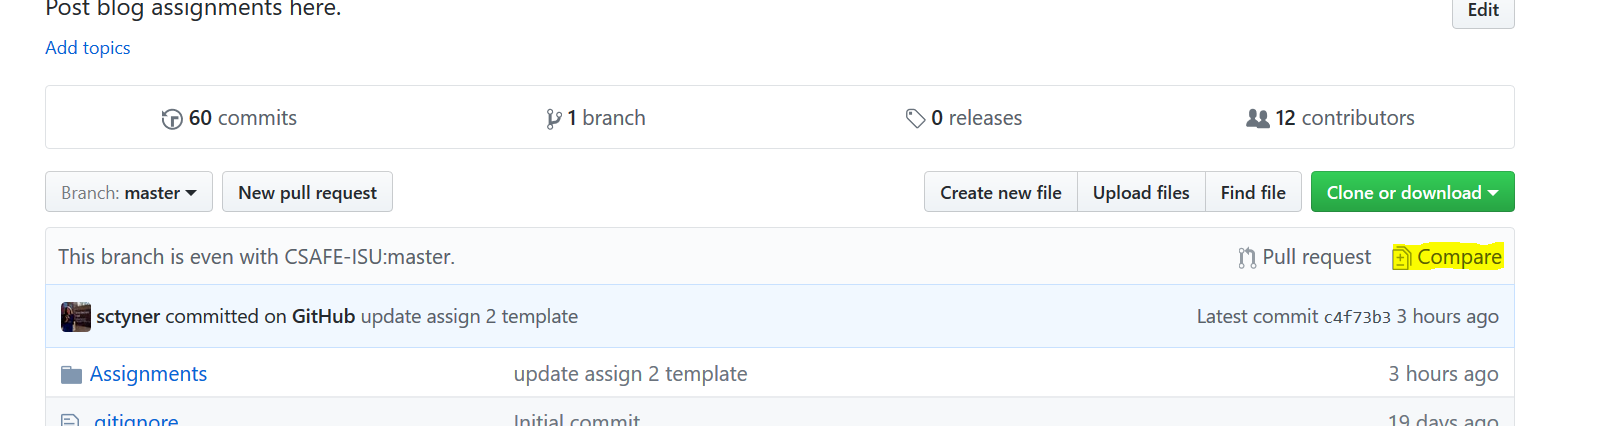 Post blog assignments here.
Edit
Add topics
60 commits 1 branch 0 releases 12 contributors
Branch: master New pull request Create new file Upload files Find file Clone or download
This branch is even with CSAFE-ISU:master. Pull request Compare
sctyner committed on GitHub update assign 2 template Latest commit c4f73b3 3 hours ago
Assignments update assign 2 template 3 hours ago
.gitignore Initial commit 19 days ago